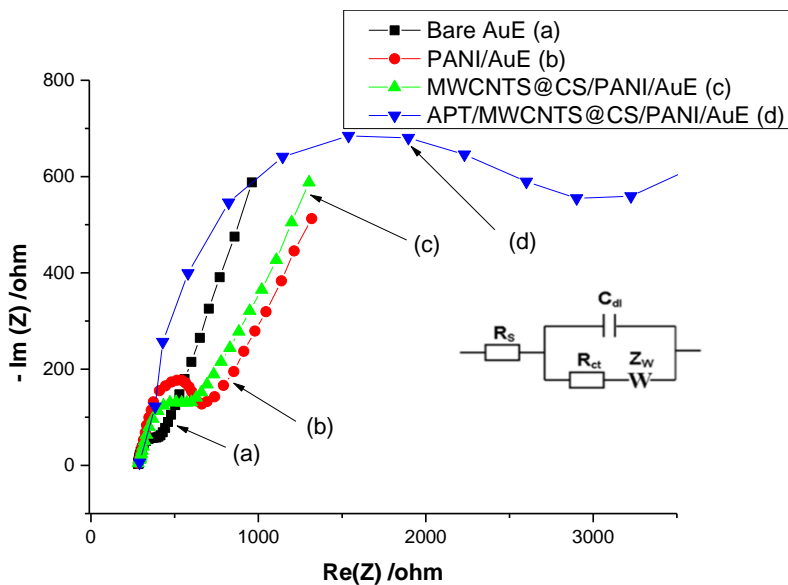 Bare AuE (a)
PANI/AuE (b)
MWCNTS@CS/PANI/AuE (c)
APT/MWCNTS@CS/PANI/AuE (d)
800
600
400
200
0
- Im (Z) /ohm
(a)
(b)
(c)
(d)
Cdl
RS
Rct
ZW
W
0
1000
2000
3000
Re(Z) /ohm